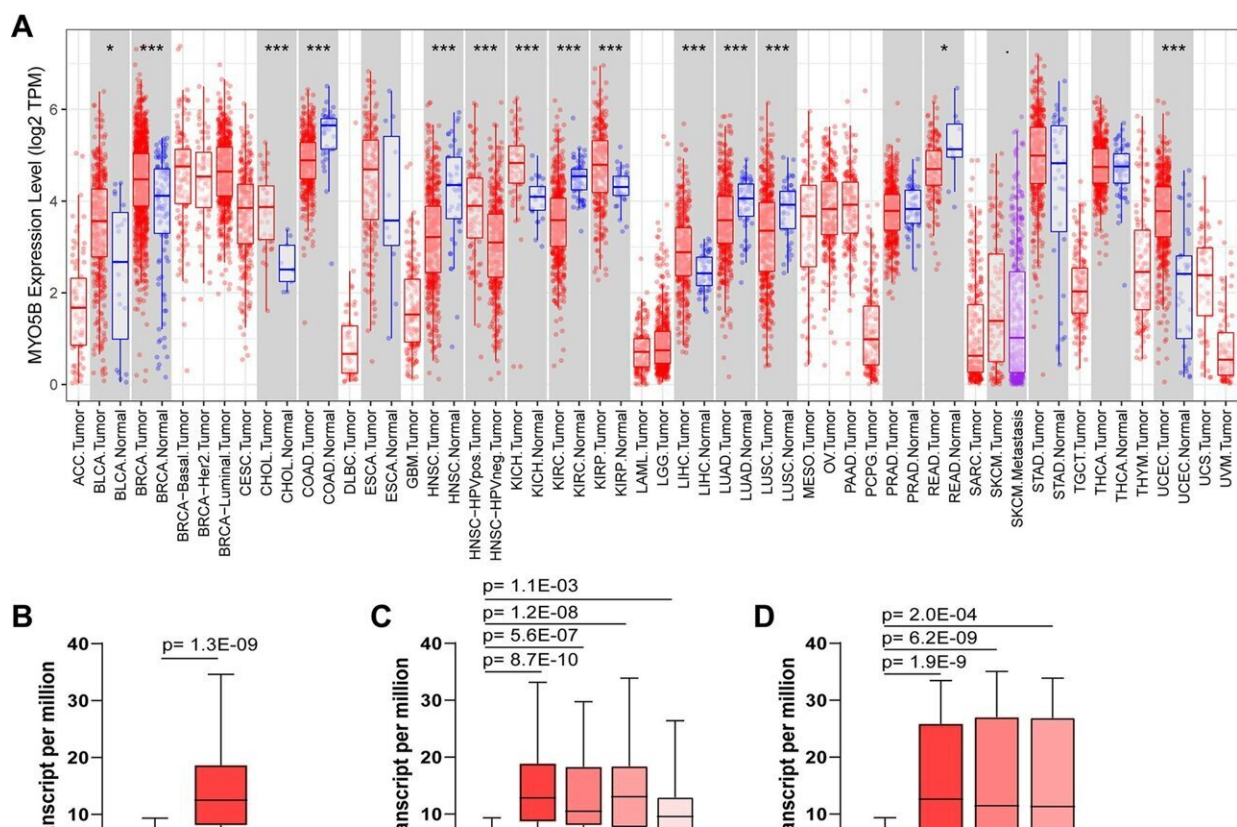 A
MYO5B Expression Level (log2 TPM)
* *** *** *** *** *** *** *** *** *** *** *** * . ***
6
4
2
0
ACC.Tumor
BLCA.Tumor
BLCA.Normal
BRCA.Tumor
BRCA.Normal
BRCA−Basal.Tumor
BRCA−Her2.Tumor
BRCA−Luminal.Tumor
CESC.Tumor
CHOL.Tumor
CHOL.Normal
COAD.Tumor
COAD.Normal
DLBC.Tumor
ESCA.Tumor
ESCA.Normal
GBM.Tumor
HNSC.Tumor
HNSC.Normal
HNSC−HPVpos.Tumor
HNSC−HPVneg.Tumor
KICH.Tumor
KICH.Normal
KIRC.Tumor
KIRC.Normal
KIRP.Tumor
KIRP.Normal
LAML.Tumor
LGG.Tumor
LIHC.Tumor
LIHC.Normal
LUAD.Tumor
LUAD.Normal
LUSC.Tumor
LUSC.Normal
MESO.Tumor
OV.Tumor
PAAD.Tumor
PCPG.Tumor
PRAD.Tumor
PRAD.Normal
READ.Tumor
READ.Normal
SARC.Tumor
SKCM.Tumor
SKCM.Metastasis
STAD.Tumor
STAD.Normal
TGCT.Tumor
THCA.Tumor
THCA.Normal
THYM.Tumor
UCEC.Tumor
UCEC.Normal
UCS.Tumor
UVM.Tumor
B
p= 1.3E-09
40
30
20
10
anscript per million
C
p= 1.1E-03
p= 1.2E-08
p= 5.6E-07
p= 8.7E-10
40
30
20
10
anscript per million
D
p= 2.0E-04
p= 6.2E-09
p= 1.9E-9
40
30
20
10
anscript per million